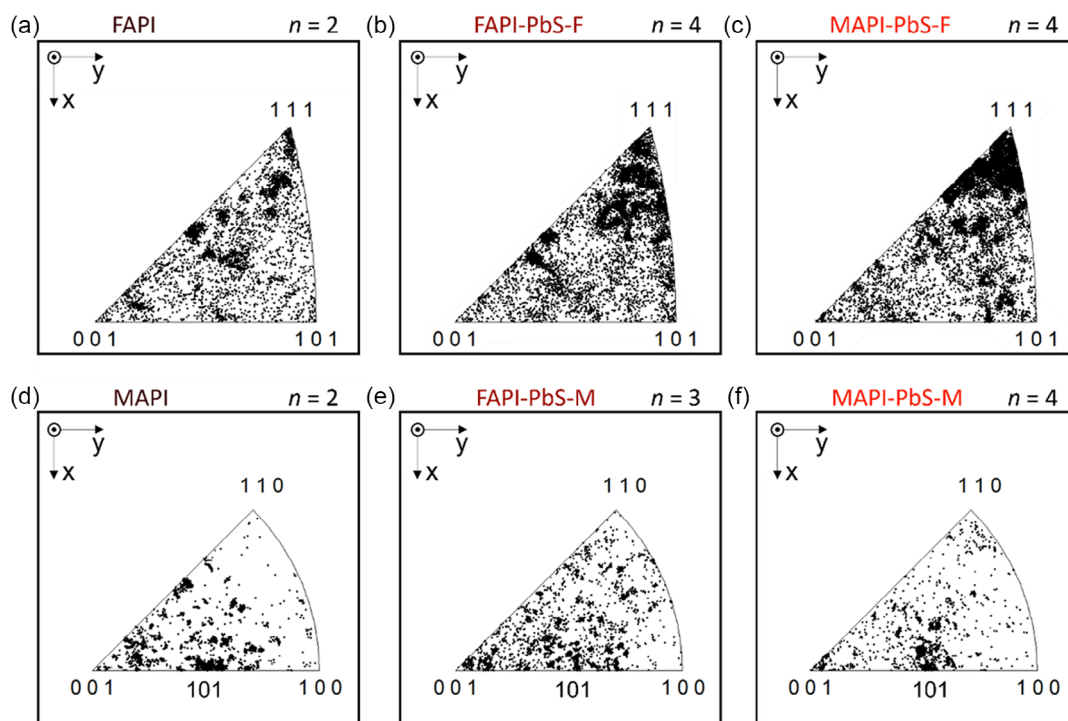 (a) FAPI n = 2
y
x
1 1 1
0 0 1
1 0 1
(b) FAPI-PbS-F n = 4
y
x
1 1 1
0 0 1
1 0 1
(c) MAPI-PbS-F n = 4
y
x
1 1 1
0 0 1
1 0 1
(d) MAPI n = 2
y
x
1 1 0
0 0 1
101
1 0 0
(e) FAPI-PbS-M n = 3
y
x
1 1 0
0 0 1
101
1 0 0
(f) MAPI-PbS-M n = 4
y
x
1 1 0
0 0 1
101
1 0 0